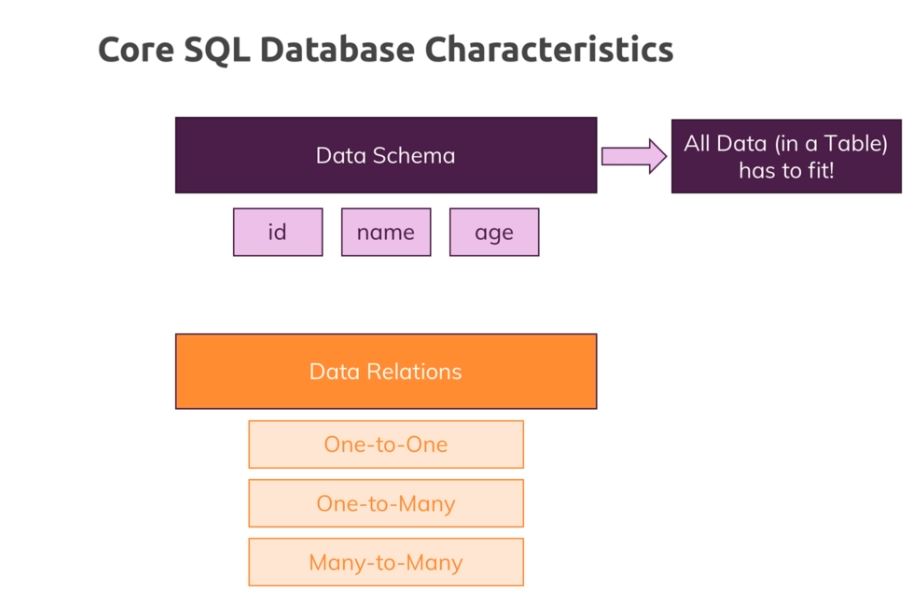 Core SQL Database Characteristics
Data Schema
All Data (in a Table)
has to fit!
id
name
age
Data Relations
One-to-One
One-to-Many
Many-to-Many